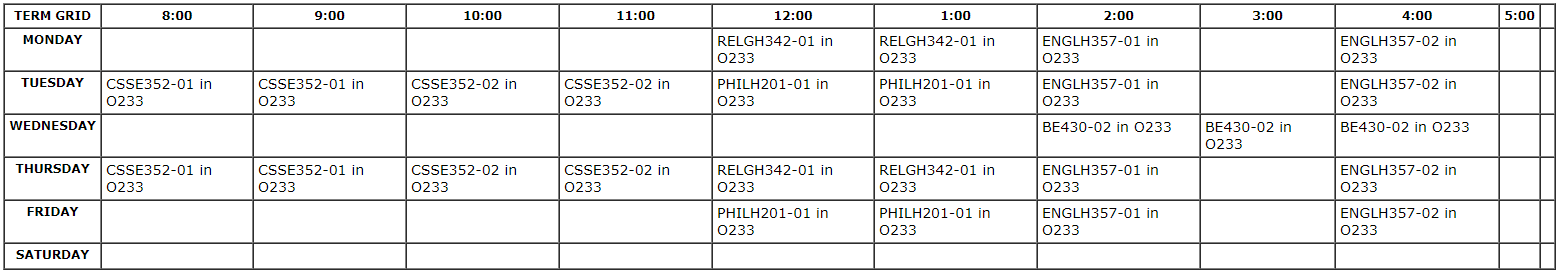 TERM GRID 8:00 9:00 10:00 11:00 12:00 1:00 2:00 3:00 4:00 5:00
MONDAY RELGH342-01 in RELGH342-01 in ENGLH357-01 in ENGLH357-02 in
O233 O233 O233 O233
TUESDAY CSSE352-01 in CSSE352-01 in CSSE352-02 in CSSE352-02 in PHILH201-01 in PHILH201-01 in ENGLH357-01 in ENGLH357-02 in
O233 O233 O233 O233 O233 O233 O233 O233
WEDNESDAY BE430-02 in O233 BE430-02 in BE430-02 in O233
O233
THURSDAY CSSE352-01 in CSSE352-01 in CSSE352-02 in CSSE352-02 in RELGH342-01 in RELGH342-01 in ENGLH357-01 in ENGLH357-02 in
O233 O233 O233 O233 O233 O233 O233 O233
FRIDAY PHILH201-01 in PHILH201-01 in ENGLH357-01 in ENGLH357-02 in
O233 O233 O233 O233
SATURDAY